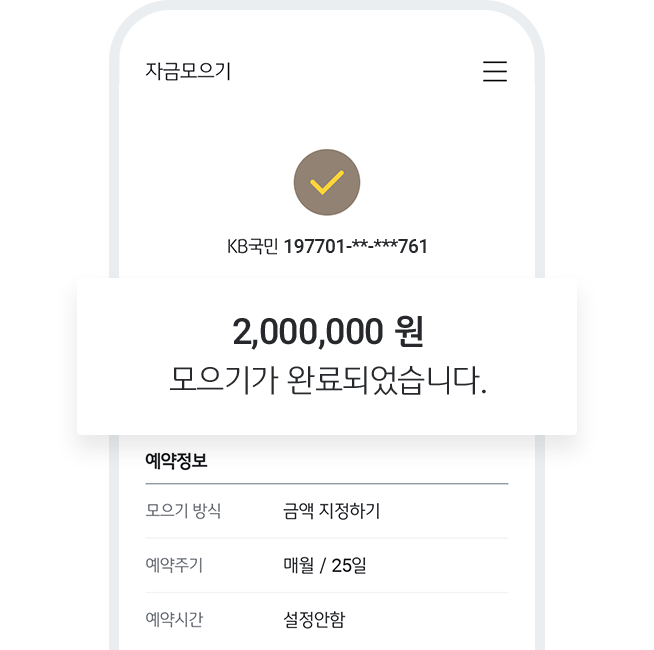 자금모으기
KB국민 197701-**-***761
2,000,000 원
모으기가 완료되었습니다.
예약정보
모으기 방식 금액 지정하기
예약주기 매월 / 25일
예약시간 설정안함